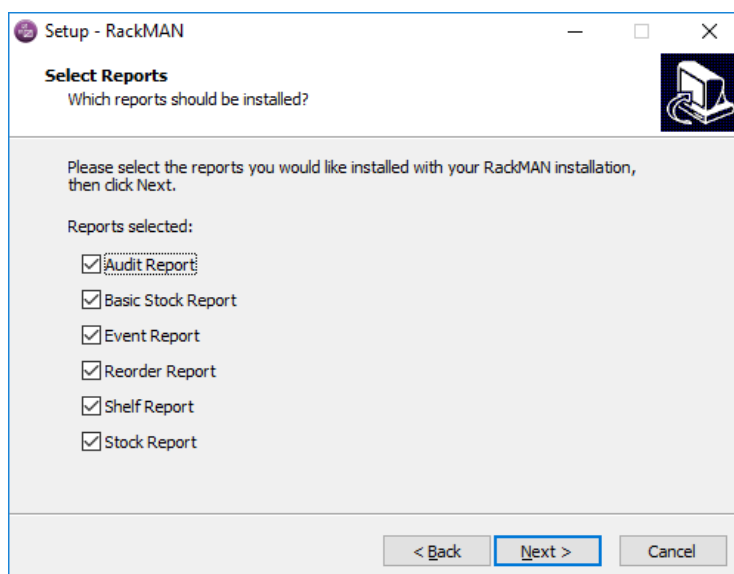 Setup - RackMAN
Select Reports
Which reports should be installed?
Please select the reports you would like installed with your RackMAN installation,
then click Next.
Reports selected:
Audit Report
Basic Stock Report
Event Report
Reorder Report
Shelf Report
Stock Report
< Back
Next >
Cancel